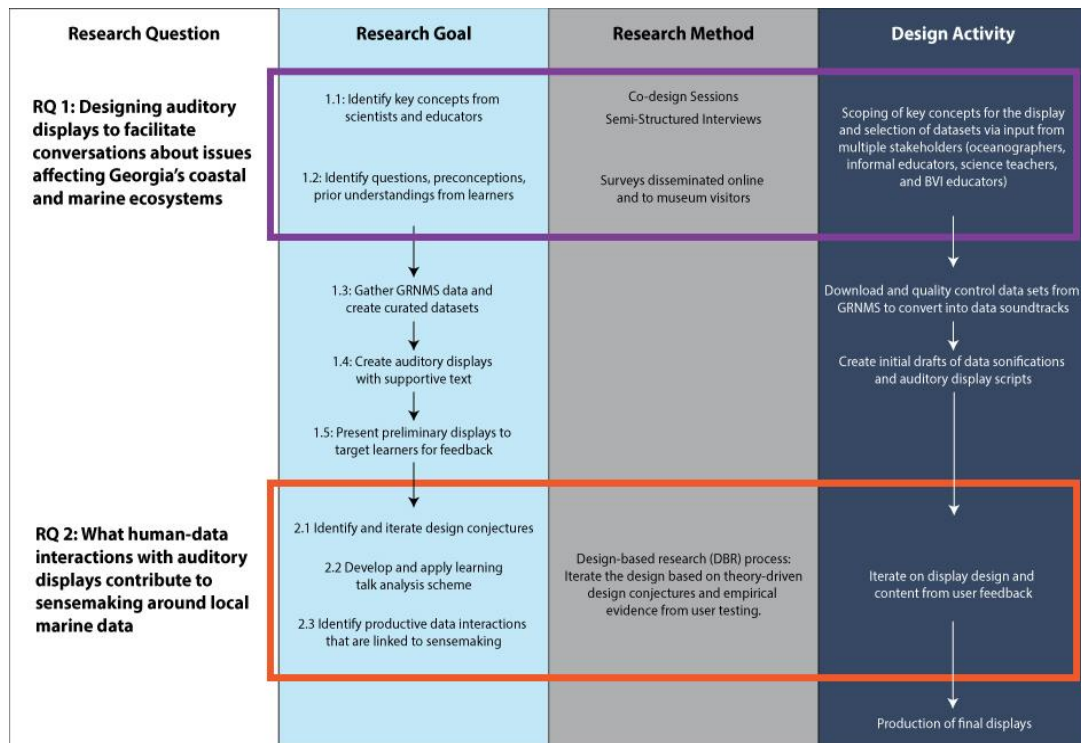 Research Question
Research Goal
Research Method
Design Activity
RQ 1: Designing auditory
displays to facilitate
conversations about issues
affecting Georgia's coastal
and marine ecosystems
1.1: Identify key concepts from
scientists and educators
1.2: Identify questions, preconceptions,
prior understandings from learners
Co-design Sessions
Semi-Structured Interviews
Surveys disseminated online
and to museum visitors
Scoping of key concepts for the display
and selection of datasets via input from
multiple stakeholders (oceanographers,
informal educators, science teachers,
and BVI educators)
1.3: Gather GRNMS data and
create curated datasets
1.4: Create auditory displays
with supportive text
1.5: Present preliminary displays to
target learners for feedback
Download and quality control data sets from
GRNMS to convert into data soundtracks
Create initial drafts of data sonifications
and auditory display scripts
RQ 2: What human-data
interactions with auditory
displays contribute to
sensemaking around local
marine data
2.1 Identify and iterate design conjectures
2.2 Develop and apply learning
talk analysis scheme
2.3 Identify productive data interactions
that are linked to sensemaking
Design-based research (DBR) process:
Iterate the design based on theory-driven
design conjectures and empirical
evidence from user testing.
Iterate on display design and
content from user feedback
Production of final displays